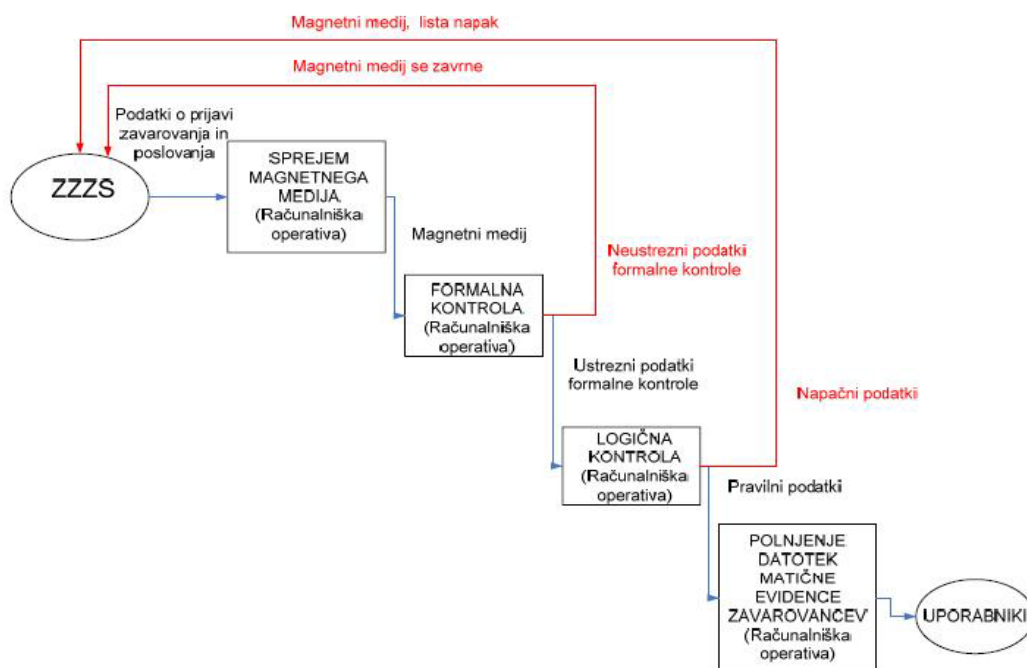 Magnetni medij, lista napak
Magnetni medij se zavrne
Podatki o prijavi
zavarovanja in
poslovanja
ZZZS
SPREJEM
MAGNETNEGA
MEDIJA.
(Računalniška
operativa)
Magnetni medij
Neustrezni podatki
formalne kontrole
FORMALNA
KONTROLA.
(Računalniška
operativa)
Ustrezni podatki
formalne kontrole
Napačni podatki
LOGIČNA
KONTROLA
(Računalniška
operativa)
Pravilni podatki
POLNJENJE
DATOTEK
MATIČNE
EVIDENCE
ZAVAROVANCEV
(Računalniška
operativa)
UPORABNIKI